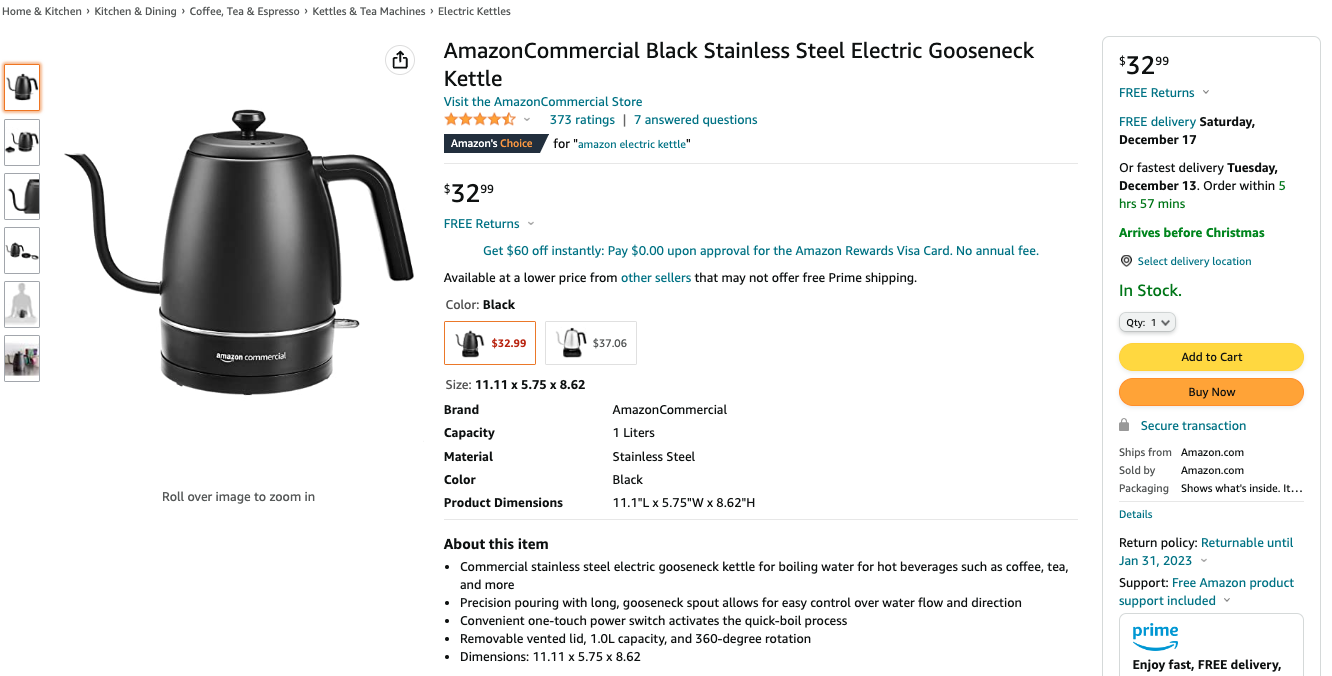 Home & Kitchen › Kitchen & Dining › Coffee, Tea & Espresso › Kettles & Tea Machines › Electric Kettles
amazon commercial
Roll over image to zoom in
AmazonCommercial Black Stainless Steel Electric Gooseneck
Kettle
Visit the AmazonCommercial Store
373 ratings | 7 answered questions
Amazon's Choice for "amazon electric kettle"
$32 99
FREE Returns
Get $60 off instantly: Pay $0.00 upon approval for the Amazon Rewards Visa Card. No annual fee.
Available at a lower price from other sellers that may not offer free Prime shipping.
Color: Black
$32.99 $37.06
Size: 11.11 x 5.75 x 8.62
Brand AmazonCommercial
Capacity 1 Liters
Material Stainless Steel
Color Black
Product Dimensions 11.1"L x 5.75"W x 8.62"H
About this item
• Commercial stainless steel electric gooseneck kettle for boiling water for hot beverages such as coffee, tea,
and more
• Precision pouring with long, gooseneck spout allows for easy control over water flow and direction
• Convenient one-touch power switch activates the quick-boil process
• Removable vented lid, 1.0L capacity, and 360-degree rotation
• Dimensions: 11.11 x 5.75 x 8.62
$32 99
FREE Returns
FREE delivery Saturday,
December 17
Or fastest delivery Tuesday,
December 13. Order within 5
hrs 57 mins
Arrives before Christmas
Select delivery location
In Stock.
Qty: 1
Add to Cart
Buy Now
Secure transaction
Ships from Amazon.com
Sold by Amazon.com
Packaging Shows what's inside. It…
Details
Return policy: Returnable until
Jan 31, 2023
Support: Free Amazon product
support included
prime
Enjoy fast, FREE delivery,